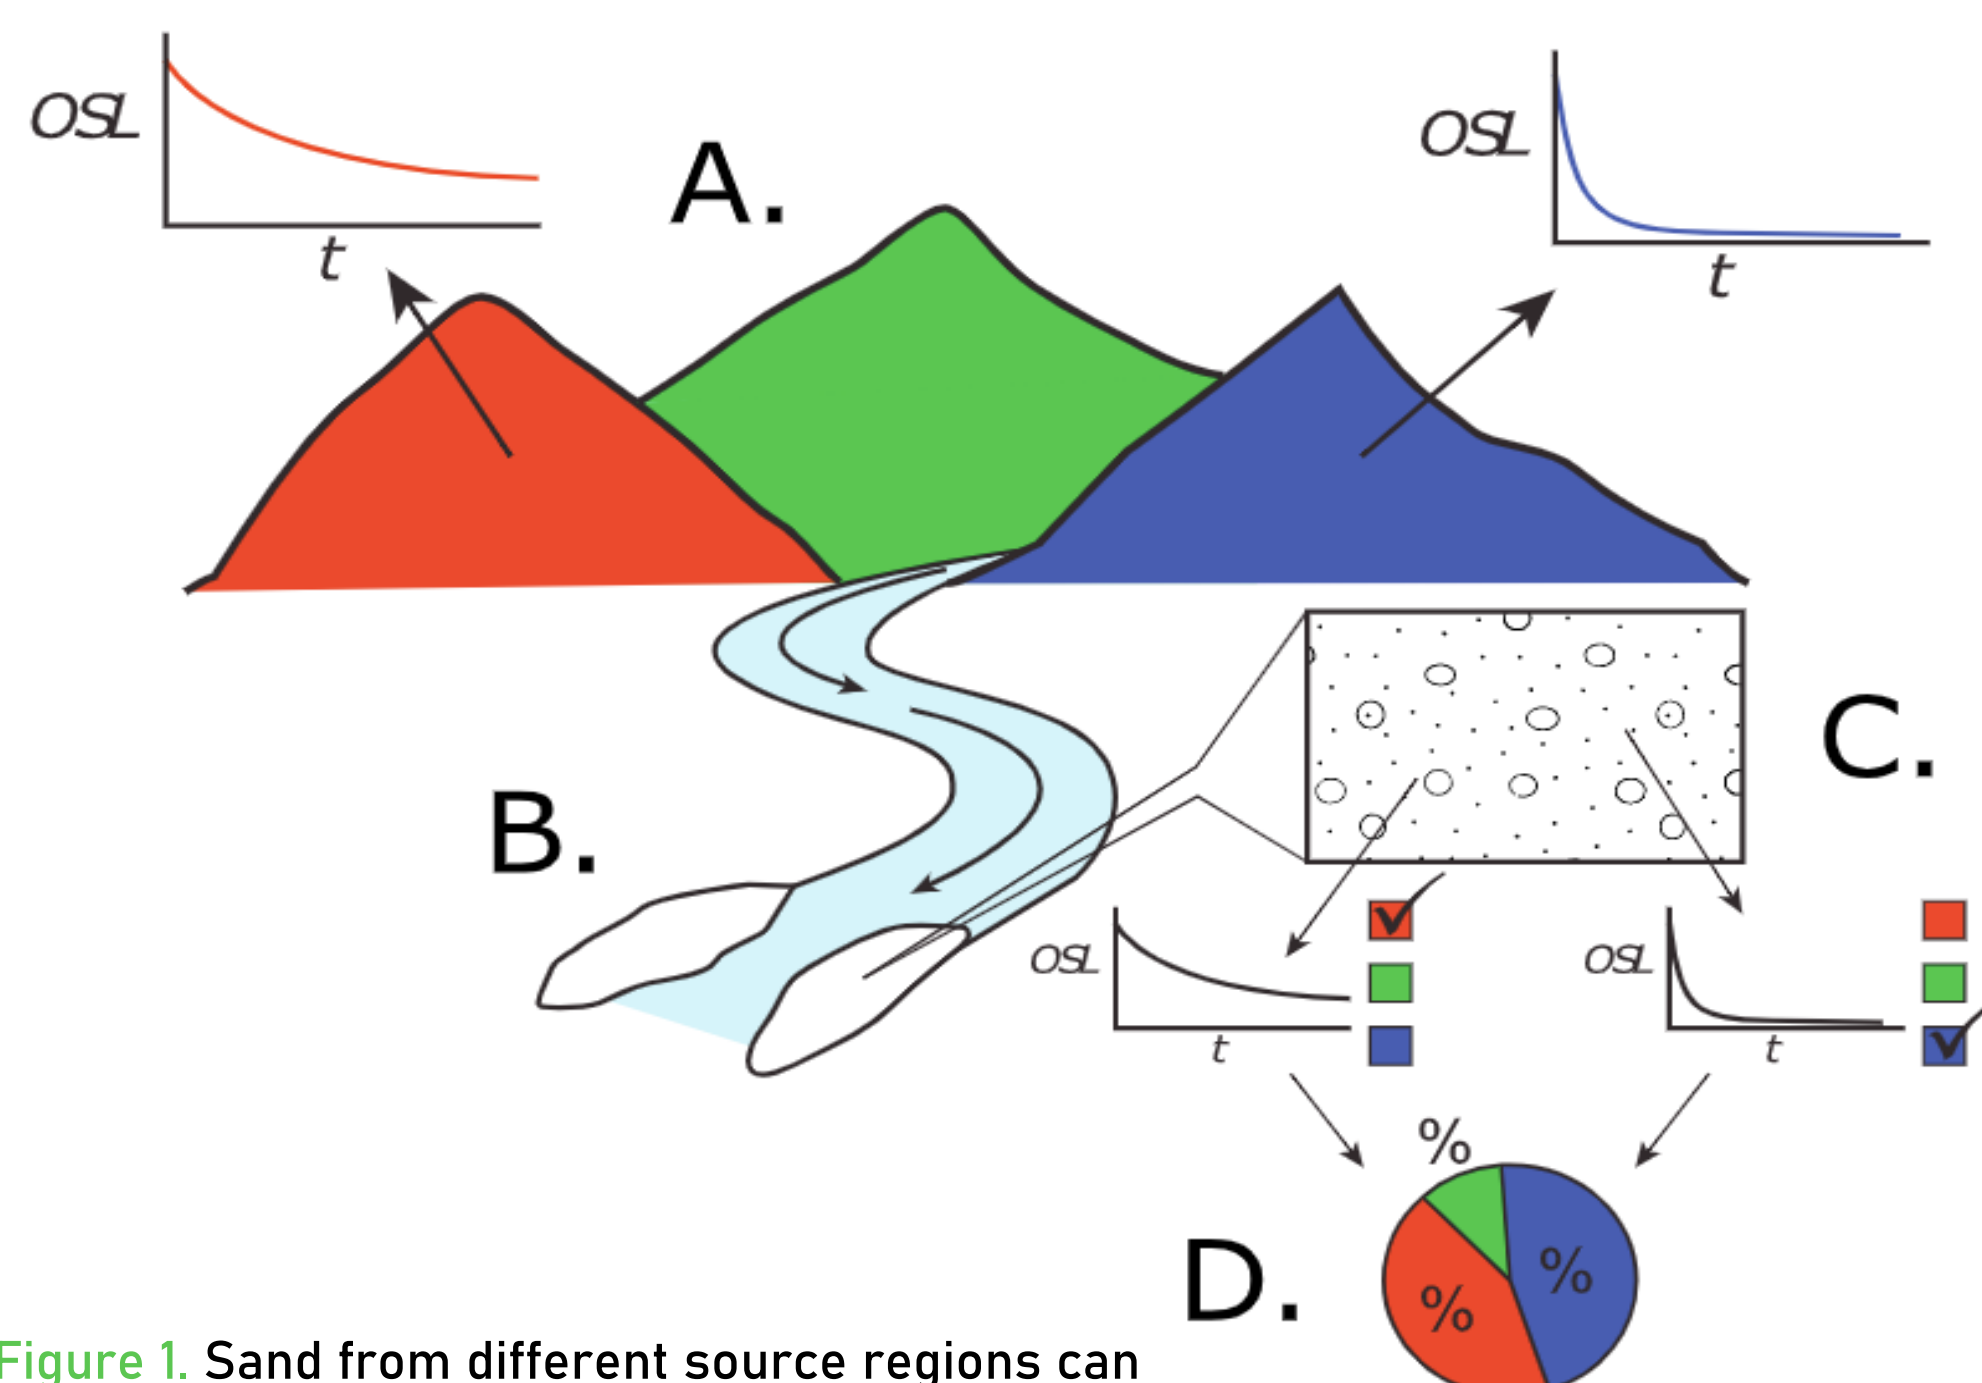 OSL
t
A.
OSL
t
B.
C.
OSL
t
OSL
t
%
%
%
D.
Figure 1. Sand from different source regions can